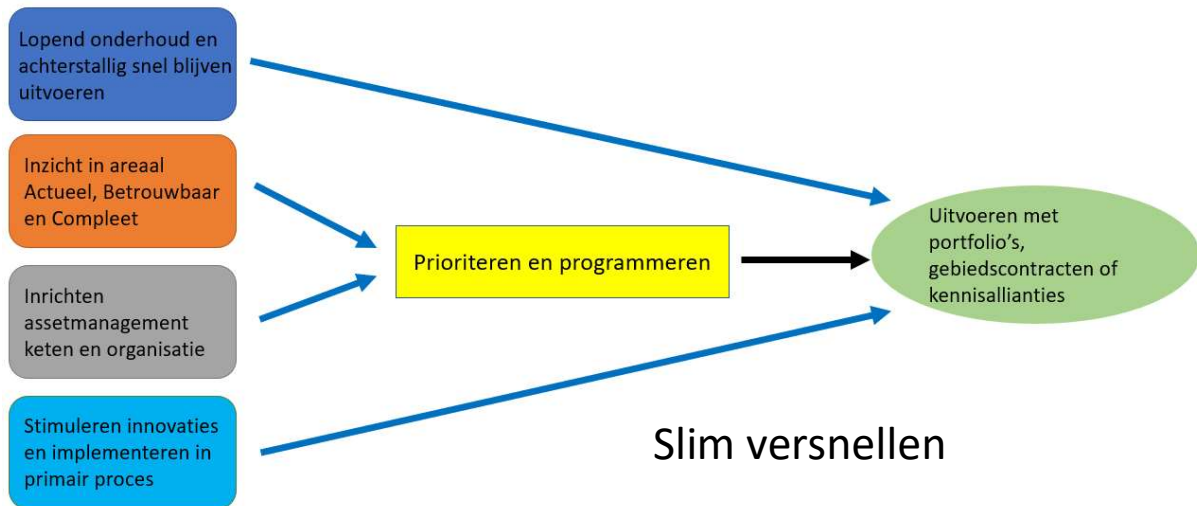 Lopend onderhoud en
achterstallig snel blijven
uitvoeren
Inzicht in areaal
Actueel, Betrouwbaar
en Compleet
Inrichten
assetmanagement
keten en organisatie
Stimuleren innovaties
en implementeren in
primair proces
Prioriteren en programmeren
Uitvoeren met
portfolio’s,
gebiedscontracten of
kennisallianties
Slim versnellen